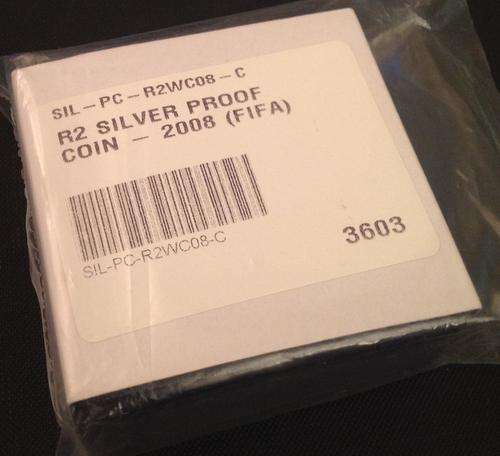 SIL-PC-R2WC08-C
R2 SILVER PROOF
COIN - 2008 (FIFA)
SIL-PC-R2WC08-C
3603